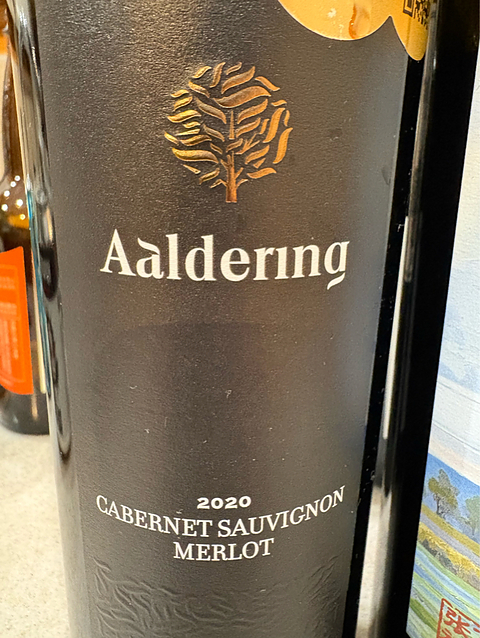 Aaldering
2020
CABERNET SAUVIGNON
MERLOT